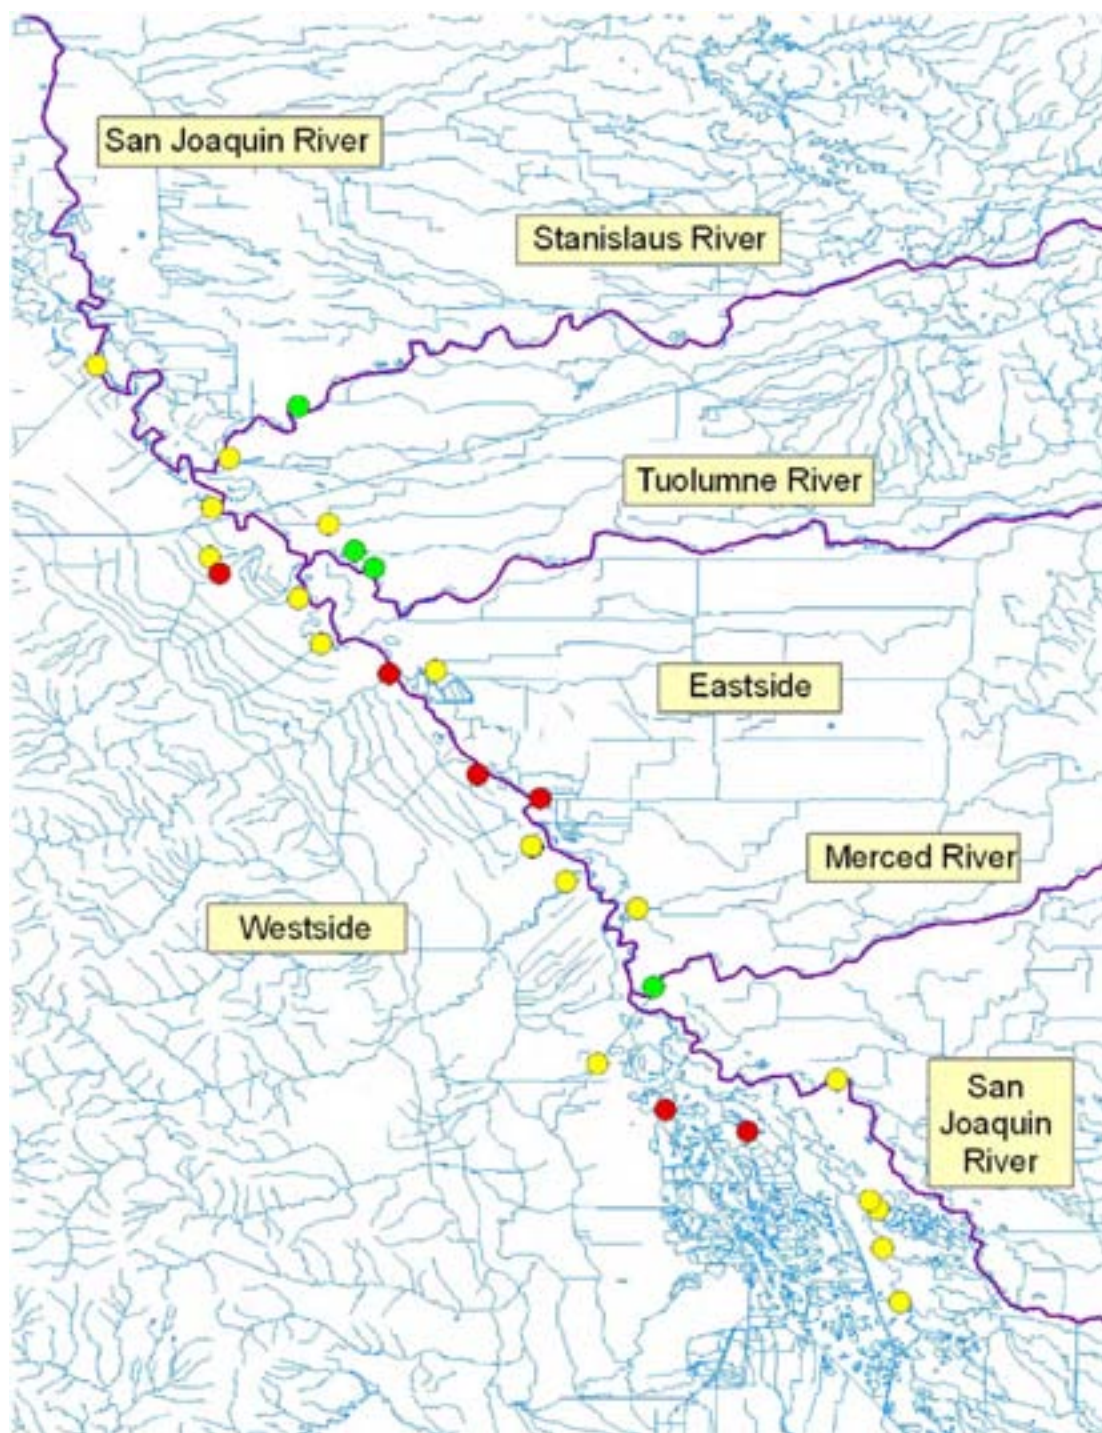 San Joaquin River
Stanislaus River
Tuolumne River
Eastside
Merced River
Westside
San
Joaquin
River